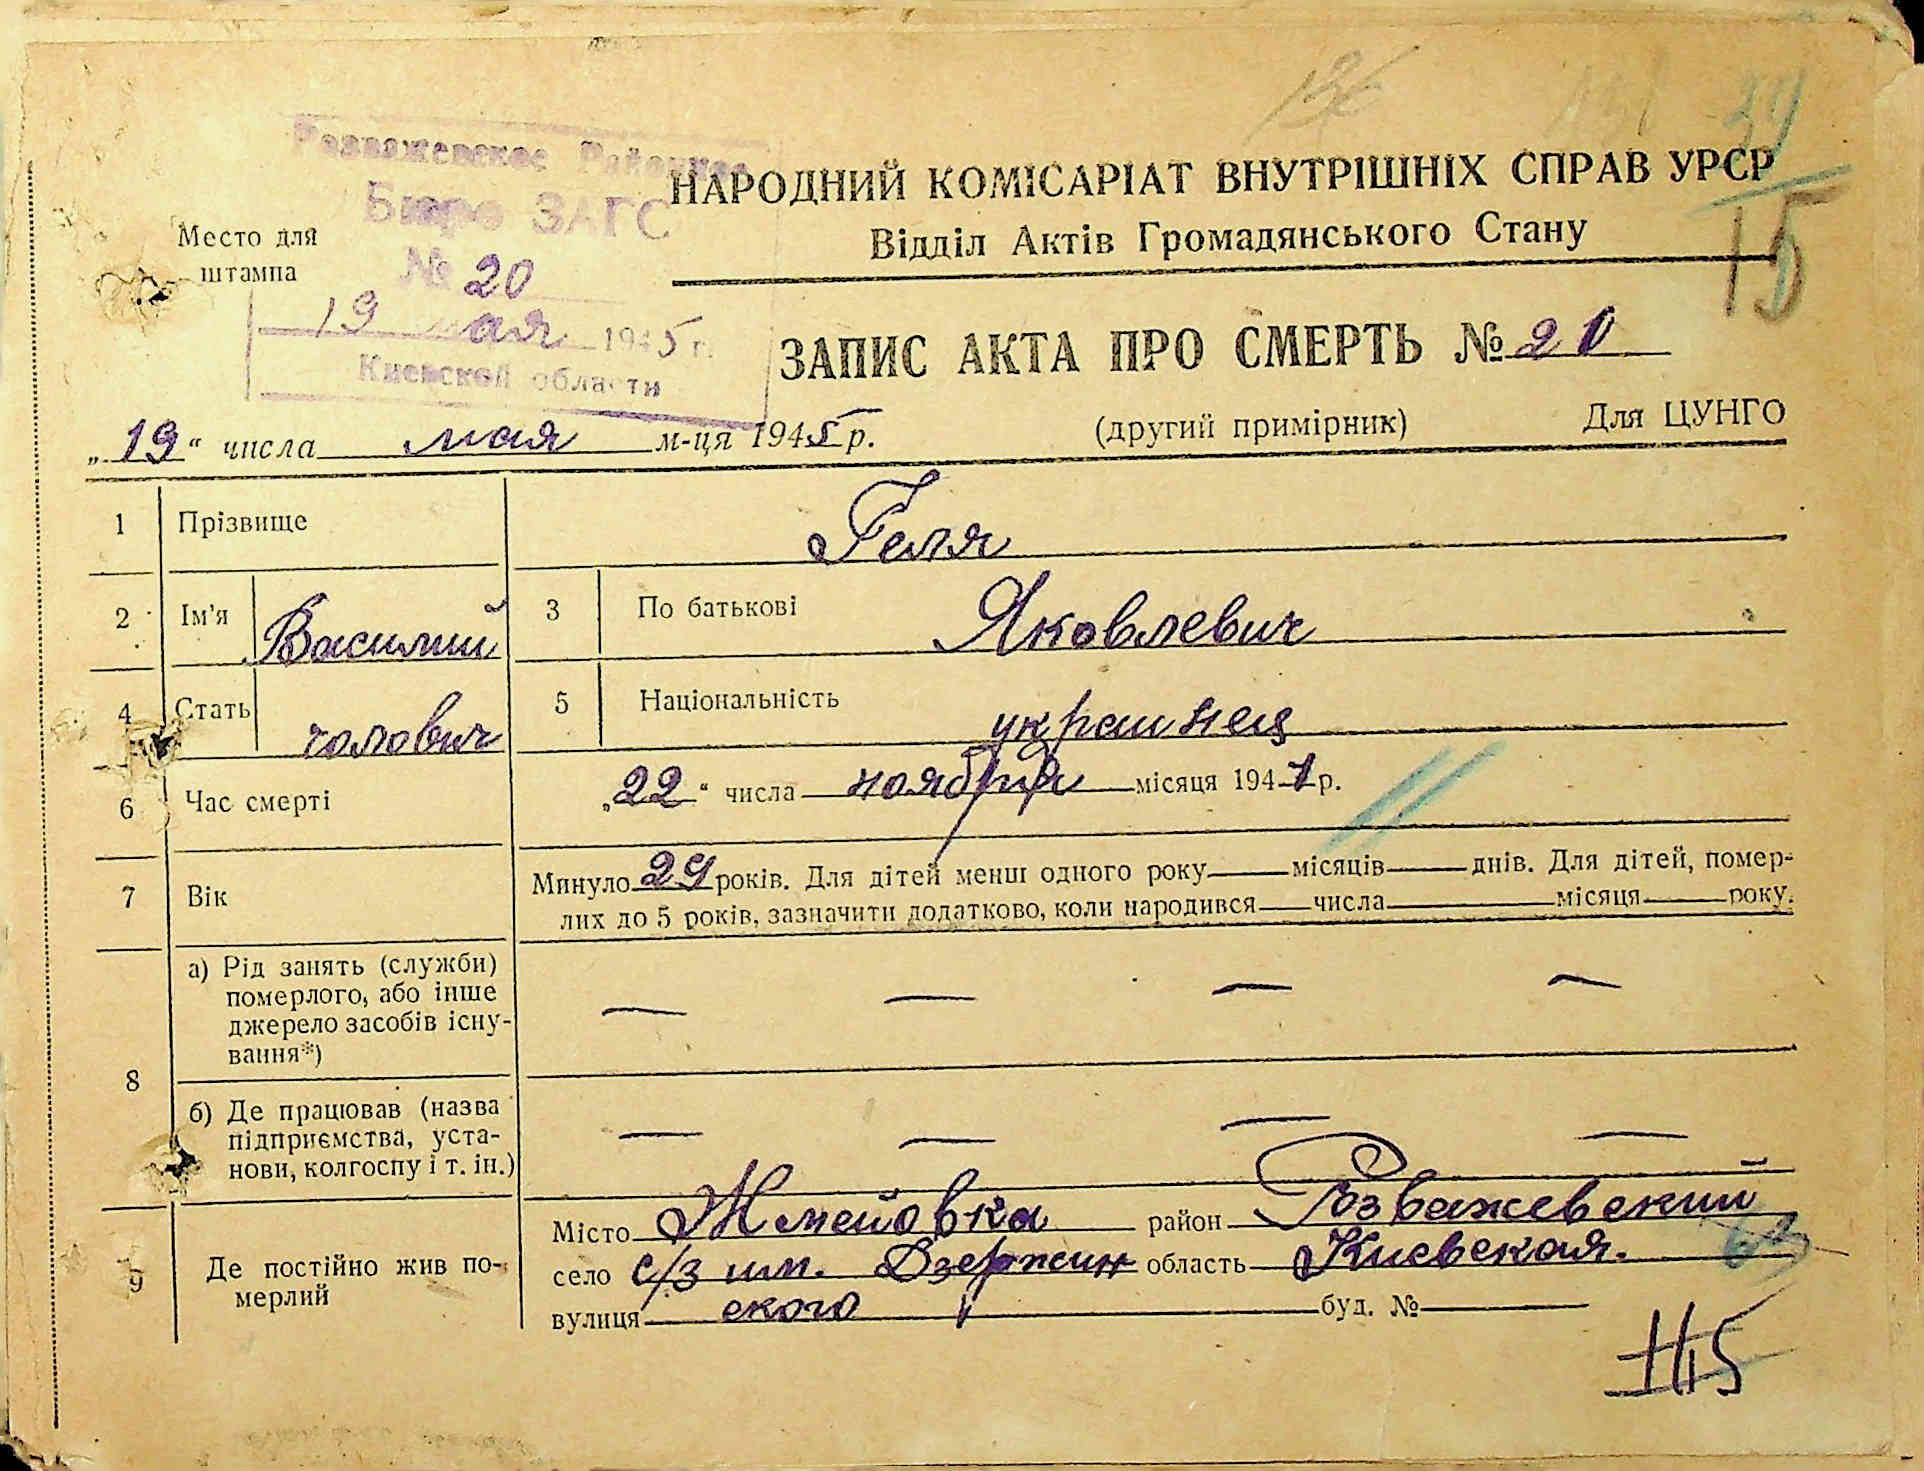 Розважевское Районное
Бюро ЗАГС
№ 20
19 мая 1945 г.
Киевской области
Место для
штампа
НАРОДНИЙ КОМІСАРІАТ ВНУТРІШНІХ СПРАВ УРСР
Відділ Актів Громадянського Стану
15
ЗАПИС АКТА ПРО СМЕРТЬ № 20
„19“ числа мая м-ця 1945 р. (другий примірник) Для ЦУНГО
1 Прізвище Геля
2 Ім'я Василий 3 По батькові Яковлевич
4 Стать чолович 5 Національність украинец
6 Час смерті „22“ числа ноября місяця 1941 р.
7 Вік Минуло 29 років. Для дітей менш одного року місяців днів. Для дітей, помер-
лих до 5 років, зазначити додатково, коли народився числа місяця року.
8 а) Рід занять (служби)
померлого, або інше
джерело засобів існу-
вання*)
— — — —
б) Де працював (назва
підприємства, уста-
нови, колгоспу і т. ін.)
— — — —
9 Де постійно жив по-
мерлий
Місто Жмейовка район Розважевский
село с/з им. Дзержин область Киевская.
вулиця ского буд. №